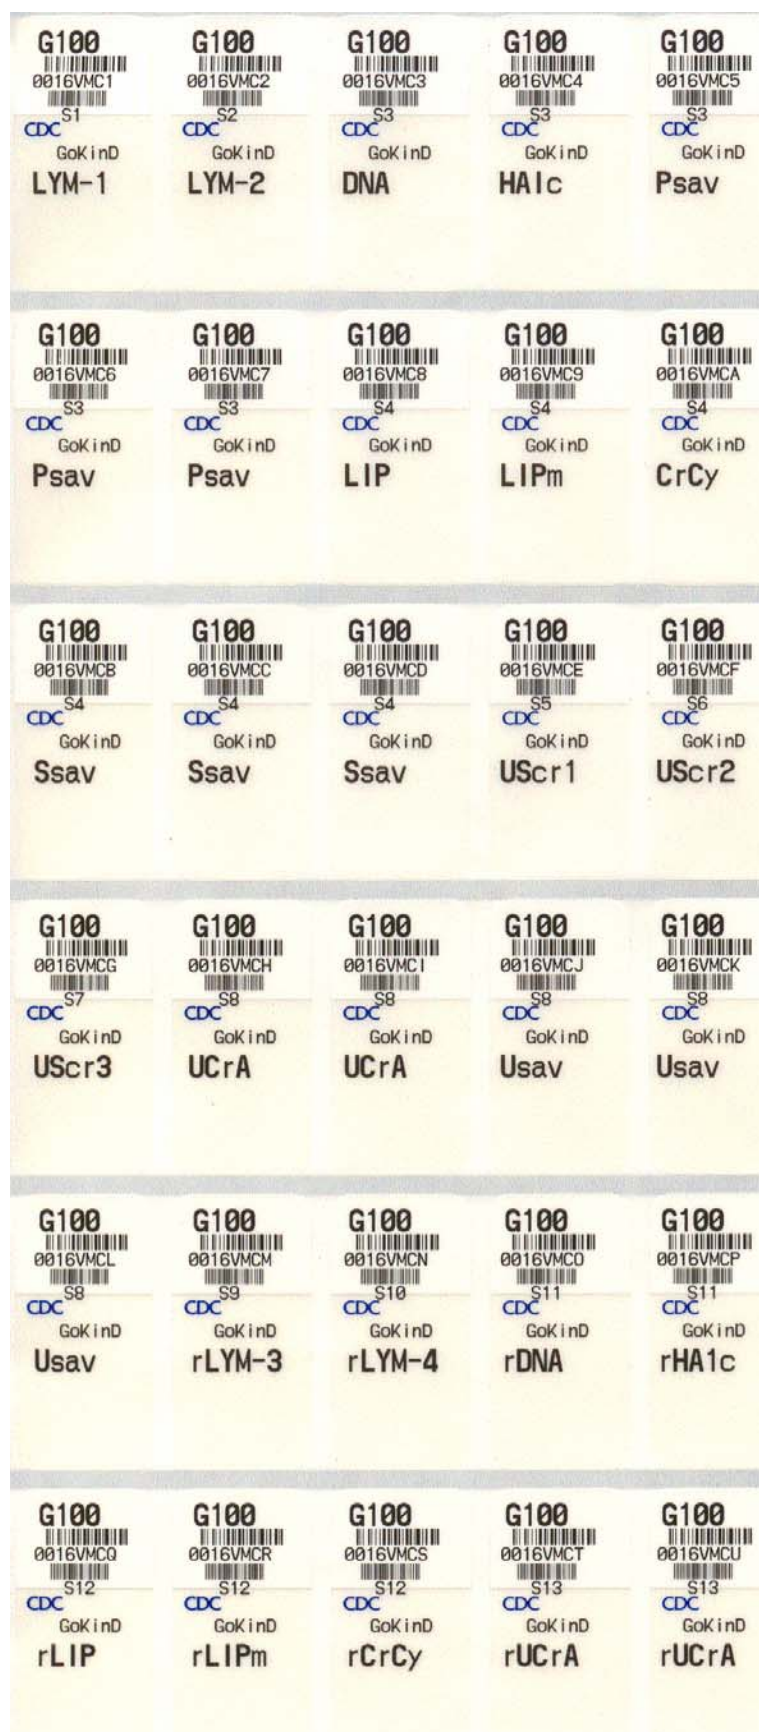 G100 G100 G100 G100 G100
0016VMC1 0016VMC2 0016VMC3 0016VMC4 0016VMC5
S1 S2 S3 S3 S3
CDC CDC CDC CDC CDC
GoKinD GoKinD GoKinD GoKinD GoKinD
LYM-1 LYM-2 DNA HAlc Psav
G100 G100 G100 G100 G100
0016VMC6 0016VMC7 0016VMC8 0016VMC9 0016VMCA
S3 S3 S4 S4 S4
CDC CDC CDC CDC CDC
GoKinD GoKinD GoKinD GoKinD GoKinD
Psav Psav LIP LIPm CrCy
G100 G100 G100 G100 G100
0016VMCB 0016VMCC 0016VMCD 0016VMCE 0016VMCF
S4 S4 S4 S5 S6
CDC CDC CDC CDC CDC
GoKinD GoKinD GoKinD GoKinD GoKinD
Ssav Ssav Ssav UScr1 UScr2
G100 G100 G100 G100 G100
0016VMCG 0016VMCH 0016VMCI 0016VMCJ 0016VMCK
S7 S8 S8 S8 S8
CDC CDC CDC CDC CDC
GoKinD GoKinD GoKinD GoKinD GoKinD
UScr3 UCrA UCrA Usav Usav
G100 G100 G100 G100 G100
0016VMCL 0016VMCM 0016VMCN 0016VMCO 0016VMCP
S8 S9 S10 S11 S11
CDC CDC CDC CDC CDC
GoKinD GoKinD GoKinD GoKinD GoKinD
Usav rLYM-3 rLYM-4 rDNA rHA1c
G100 G100 G100 G100 G100
0016VMCQ 0016VMCR 0016VMCS 0016VMCT 0016VMCU
S12 S12 S12 S13 S13
CDC CDC CDC CDC CDC
GoKinD GoKinD GoKinD GoKinD GoKinD
rLIP rLIPm rCrCy rUCrA rUCrA